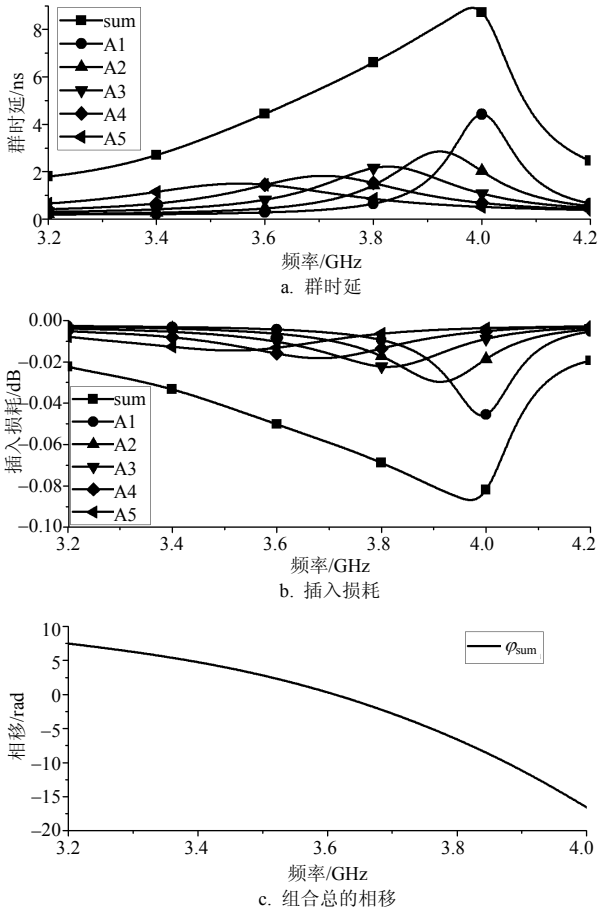 8
6
4
2
0
群时延/ns
sum
A1
A2
A3
A4
A5
3.2 3.4 3.6 3.8 4.0 4.2
频率/GHz
a. 群时延
0.00
−0.02
−0.04
−0.06
−0.08
−0.10
插入损耗/dB
sum
A1
A2
A3
A4
A5
3.2 3.4 3.6 3.8 4.0 4.2
频率/GHz
b. 插入损耗
10
5
0
−5
−10
−15
−20
相移/rad
φsum
3.2 3.4 3.6 3.8 4.0
频率/GHz
c. 组合总的相移